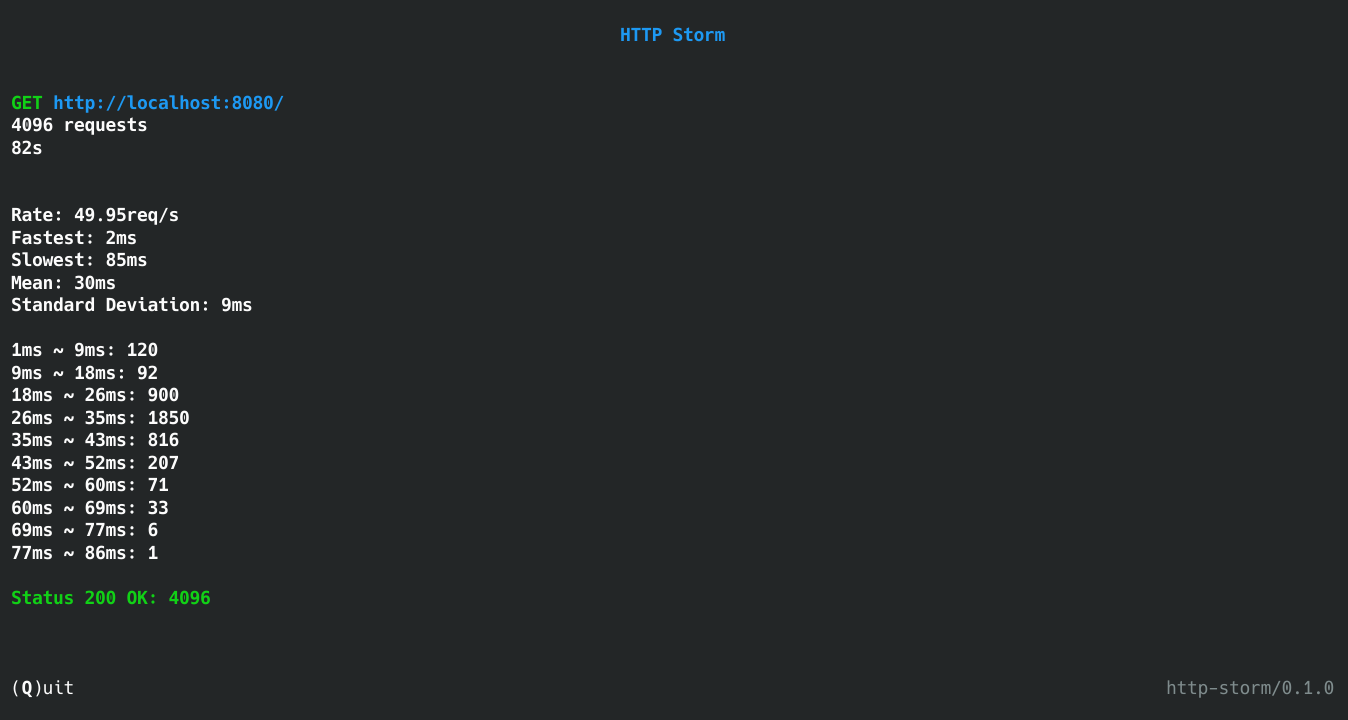 HTTP Storm
GET http://localhost:8080/
4096 requests
82s
Rate: 49.95req/s
Fastest: 2ms
Slowest: 85ms
Mean: 30ms
Standard Deviation: 9ms
1ms ~ 9ms: 120
9ms ~ 18ms: 92
18ms ~ 26ms: 900
26ms ~ 35ms: 1850
35ms ~ 43ms: 816
43ms ~ 52ms: 207
52ms ~ 60ms: 71
60ms ~ 69ms: 33
69ms ~ 77ms: 6
77ms ~ 86ms: 1
Status 200 OK: 4096
(Q)uit
http-storm/0.1.0